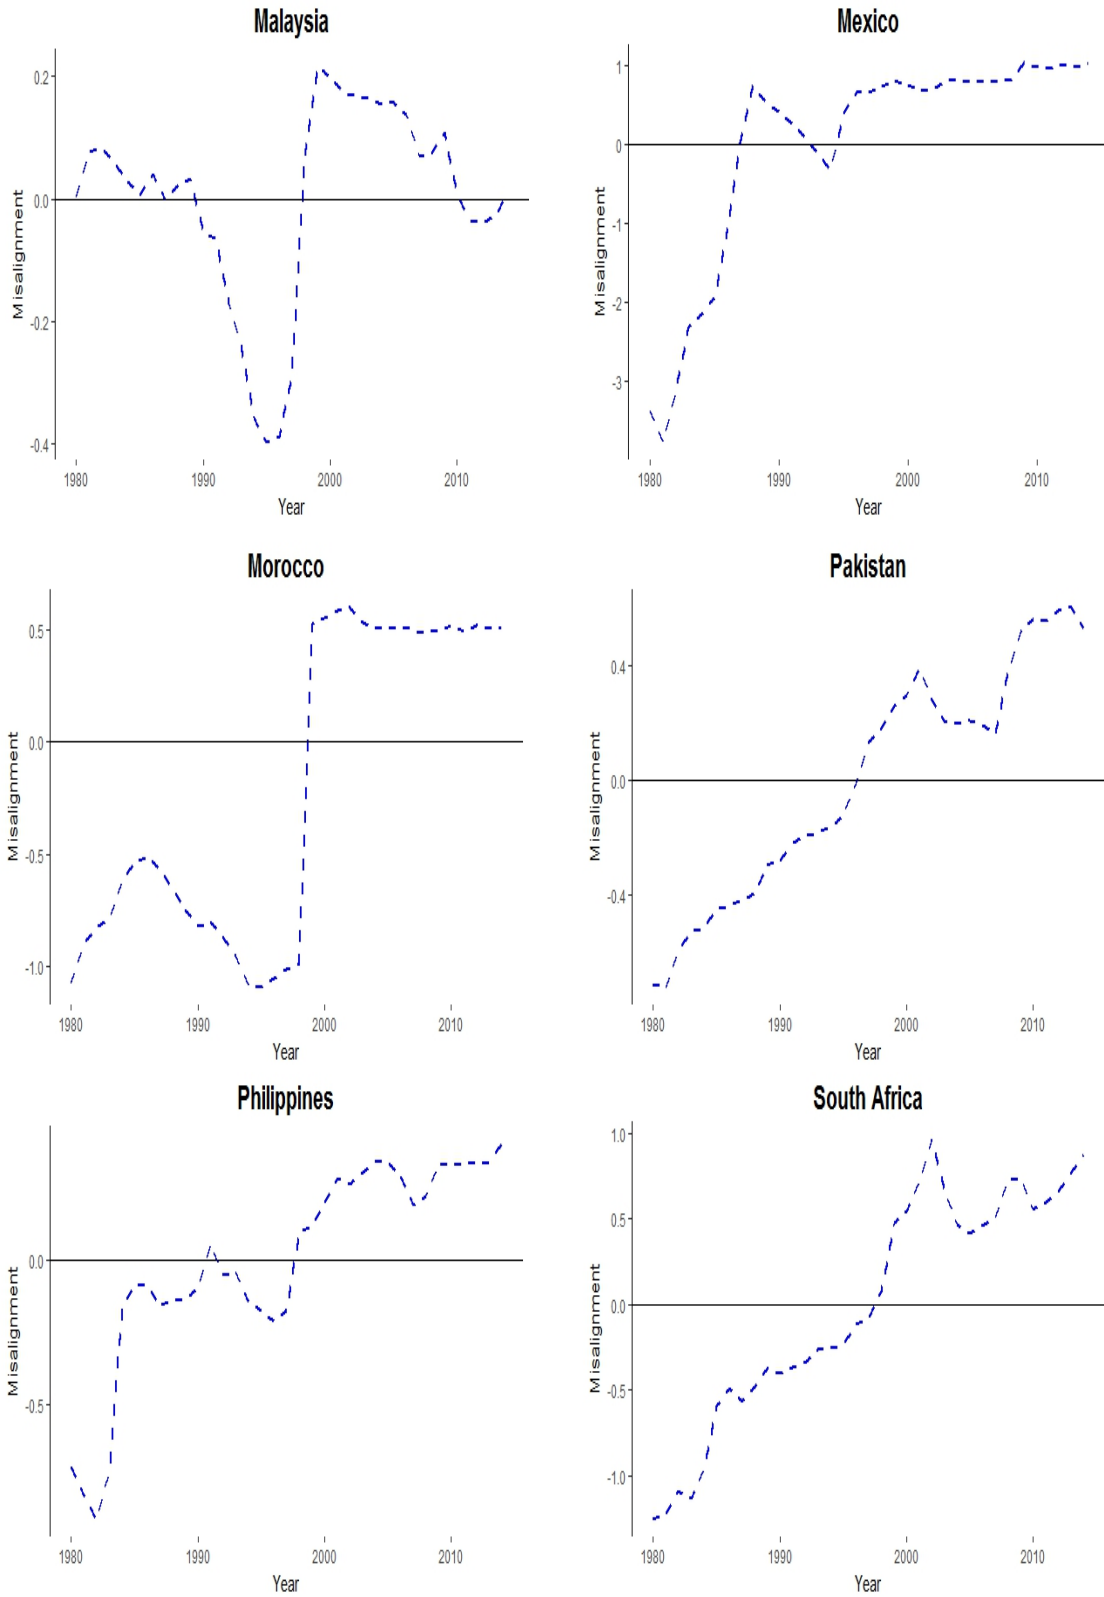 Malaysia
0.2
0.0
-0.2
-0.4
Misalignment
1980 1990 2000 2010
Year
Mexico
1
0
-1
-2
-3
Misalignment
1980 1990 2000 2010
Year
Morocco
0.5
0.0
-0.5
-1.0
Misalignment
1980 1990 2000 2010
Year
Pakistan
0.4
0.0
-0.4
Misalignment
1980 1990 2000 2010
Year
Philippines
0.0
-0.5
Misalignment
1980 1990 2000 2010
Year
South Africa
1.0
0.5
0.0
-0.5
-1.0
Misalignment
1980 1990 2000 2010
Year